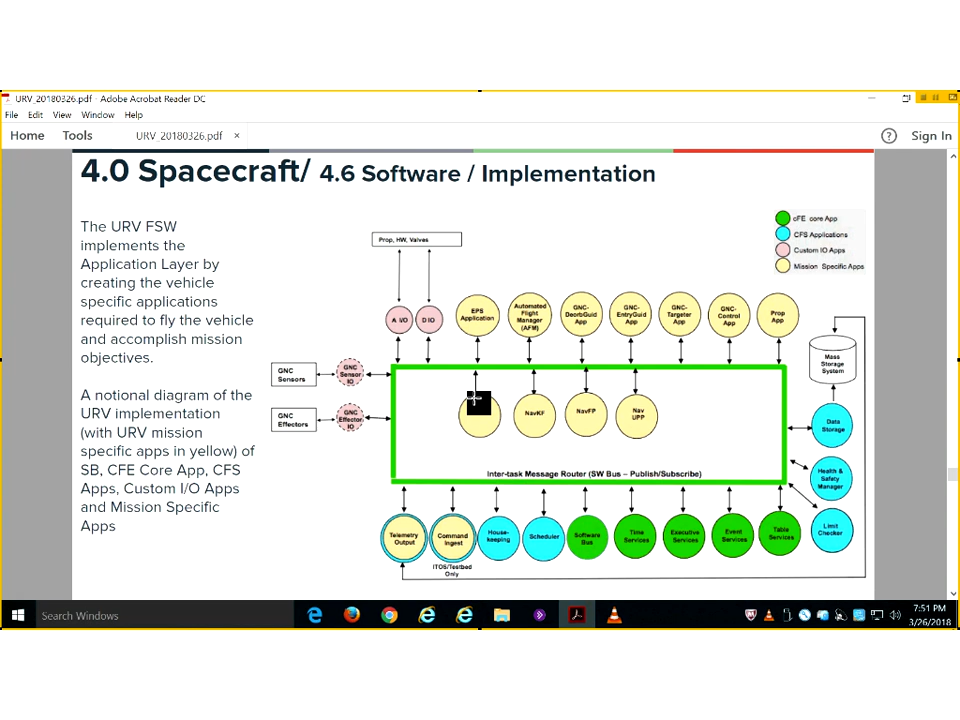 URV_20180326.pdf - Adobe Acrobat Reader DC
File Edit View Window Help
Home Tools URV_20180326.pdf × ? Sign In
4.0 Spacecraft/ 4.6 Software / Implementation
The URV FSW
implements the
Application Layer by
creating the vehicle
specific applications
required to fly the vehicle
and accomplish mission
objectives.
A notional diagram of the
URV implementation
(with URV mission
specific apps in yellow) of
SB, CFE Core App, CFS
Apps, Custom I/O Apps
and Mission Specific
Apps
cFE core App
CFS Applications
Custom IO Apps
Mission Specific Apps
Prop, HW, Valves
A I/O
D IO
EPS
Application
Automated
Flight
Manager
(AFM)
GNC-
DeorbGuid
App
GNC-
EntryGuid
App
GNC-
Targeter
App
GNC-
Control
App
Prop
App
Mass
Storage
System
GNC
Sensors
GNC
Sensor
IO
GNC
Effectors
GNC
Effector
IO
NavKF
NavFP
Nav
UPP
Data
Storage
Health &
Safety
Manager
Limit
Checker
Inter-task Message Router (SW Bus – Publish/Subscribe)
Telemetry
Output
Command
Ingest
House-
keeping
Scheduler
Software
Bus
Time
Services
Executive
Services
Event
Services
Table
Services
ITOS/Testbed
Only
Search Windows
7:51 PM
3/26/2018